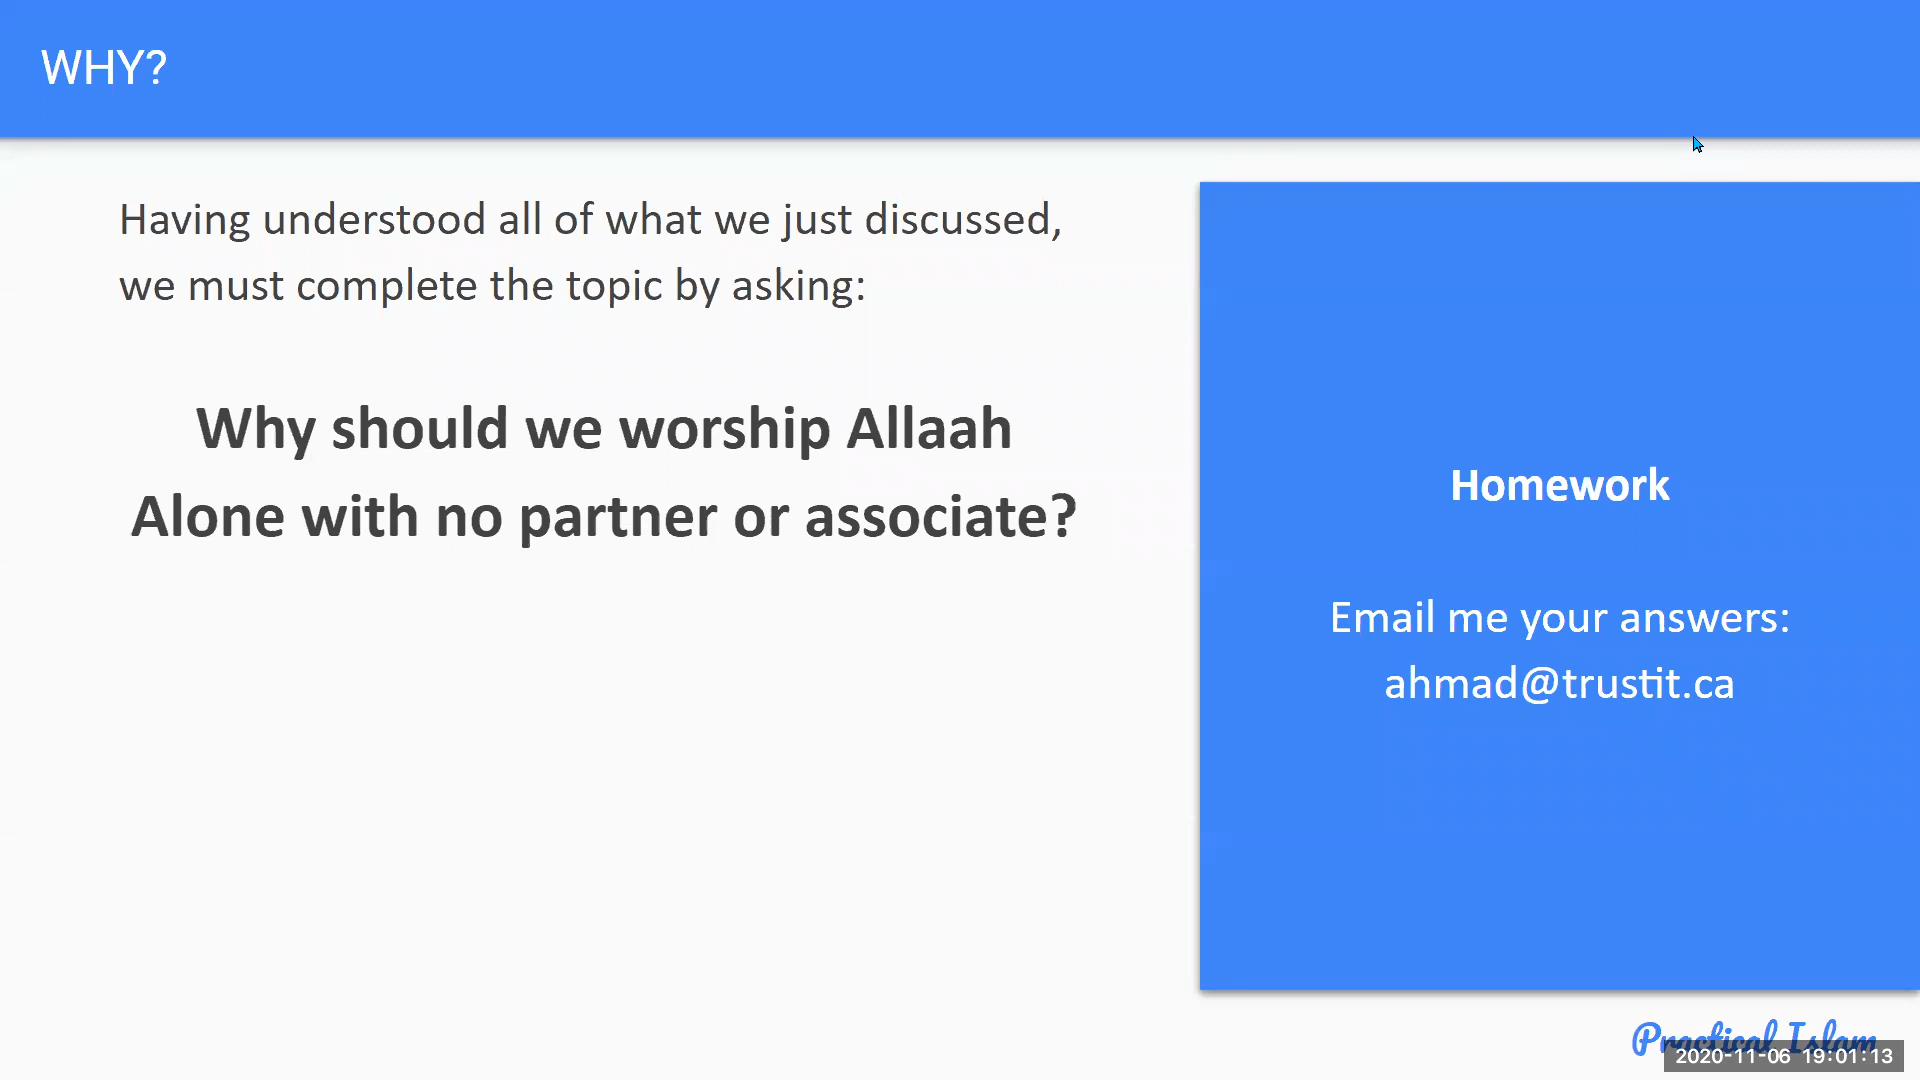 WHY?
Having understood all of what we just discussed,
we must complete the topic by asking:
Why should we worship Allaah
Alone with no partner or associate?
Homework
Email me your answers:
ahmad@trustit.ca
Practical Islam
2020-11-06 19:01:13